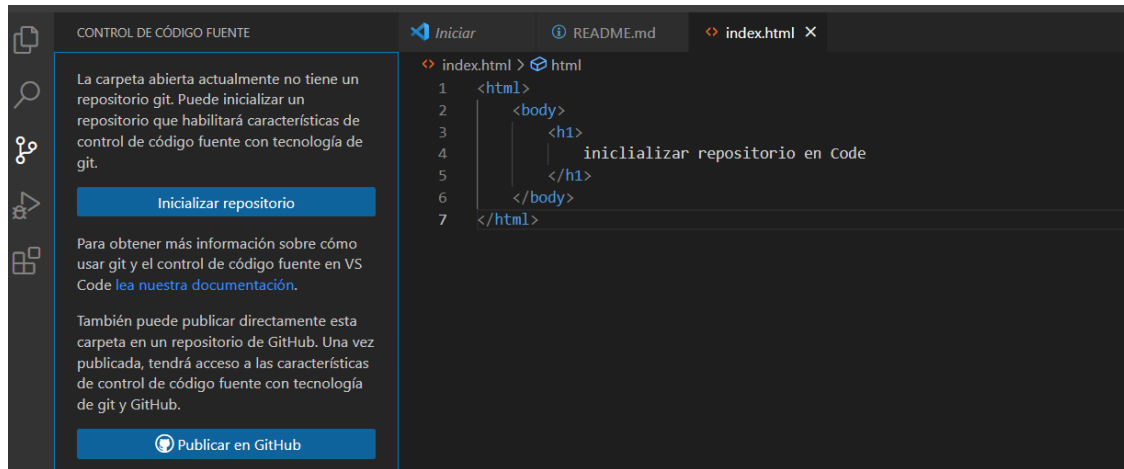 CONTROL DE CÓDIGO FUENTE
La carpeta abierta actualmente no tiene un
repositorio git. Puede inicializar un
repositorio que habilitará características de
control de código fuente con tecnología de
git.
Inicializar repositorio
Para obtener más información sobre cómo
usar git y el control de código fuente en VS
Code lea nuestra documentación.
También puede publicar directamente esta
carpeta en un repositorio de GitHub. Una vez
publicada, tendrá acceso a las características
de control de código fuente con tecnología
de git y GitHub.
Publicar en GitHub
Iniciar README.md index.html
index.html > html
1 <html>
2 <body>
3 <h1>
4 iniclializar repositorio en Code
5 </h1>
6 </body>
7 </html>